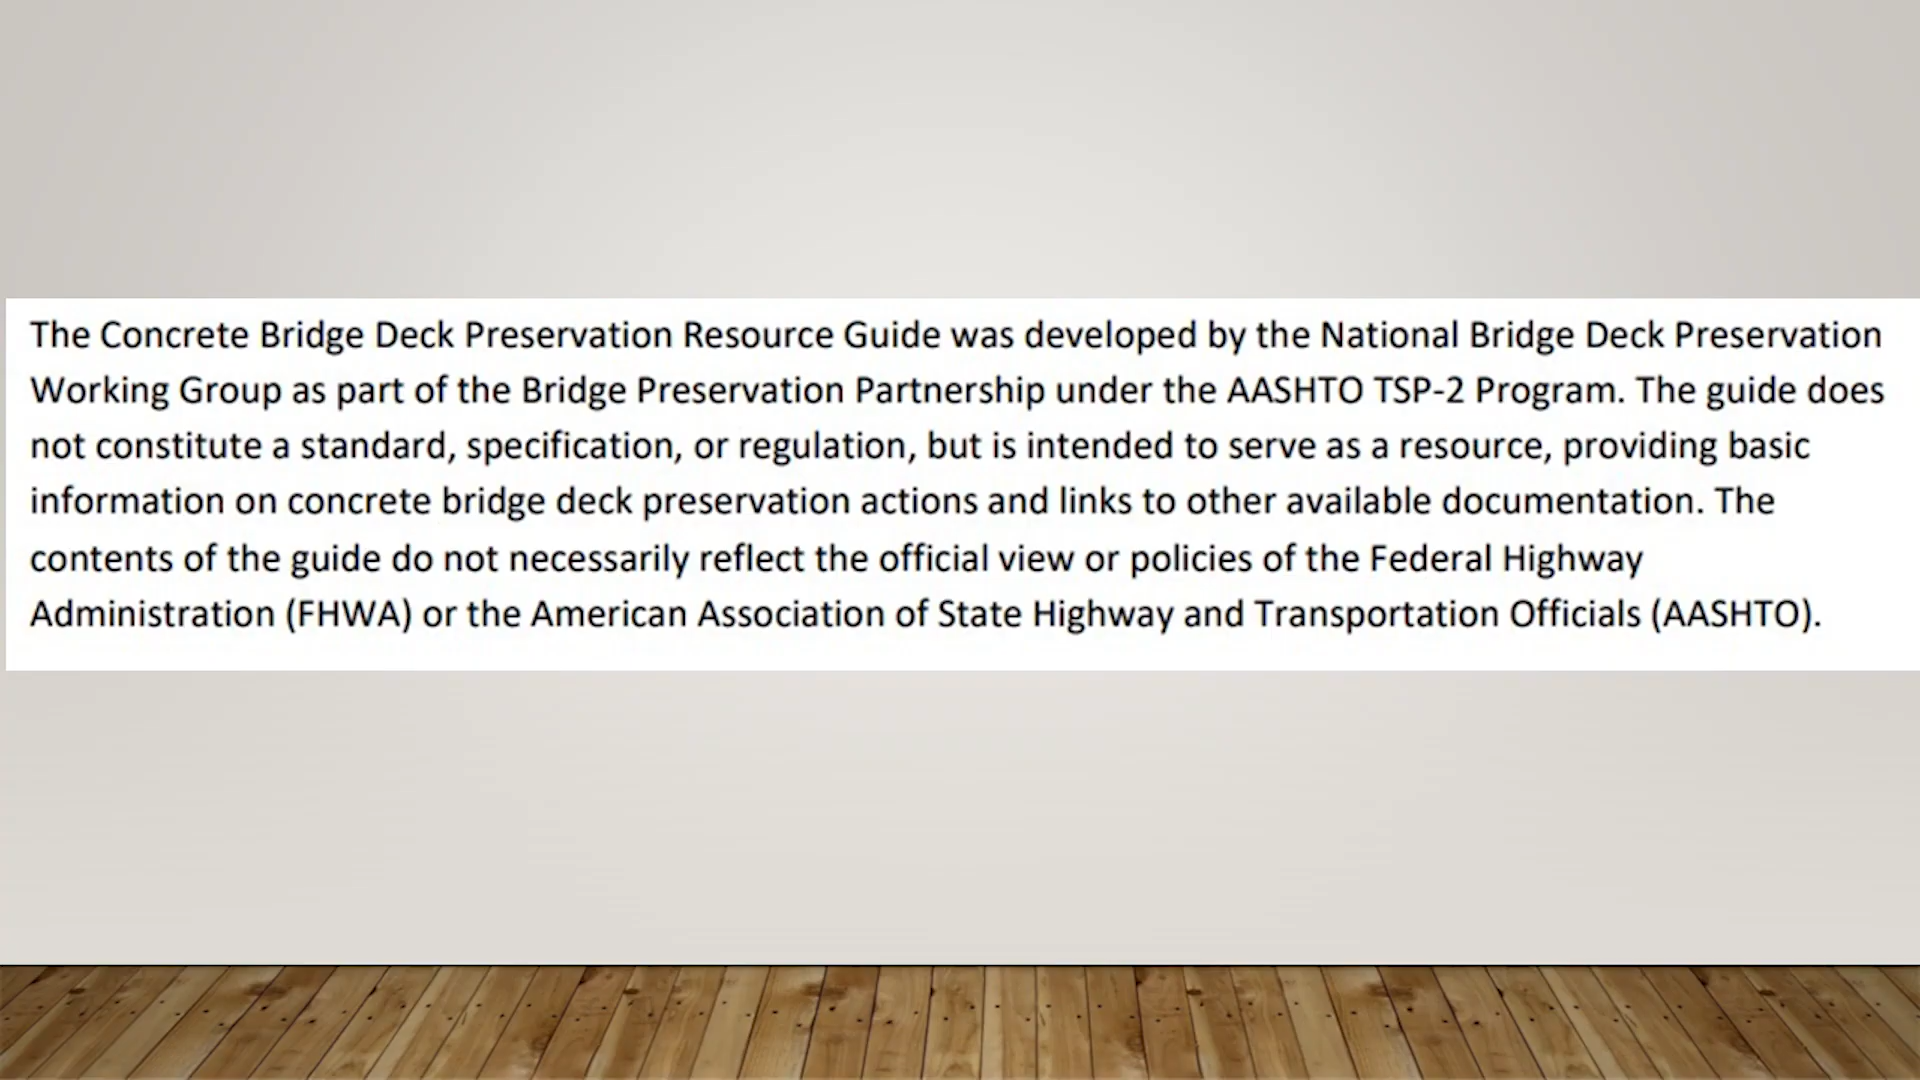 The Concrete Bridge Deck Preservation Resource Guide was developed by the National Bridge Deck Preservation
Working Group as part of the Bridge Preservation Partnership under the AASHTO TSP-2 Program. The guide does
not constitute a standard, specification, or regulation, but is intended to serve as a resource, providing basic
information on concrete bridge deck preservation actions and links to other available documentation. The
contents of the guide do not necessarily reflect the official view or policies of the Federal Highway
Administration (FHWA) or the American Association of State Highway and Transportation Officials (AASHTO).